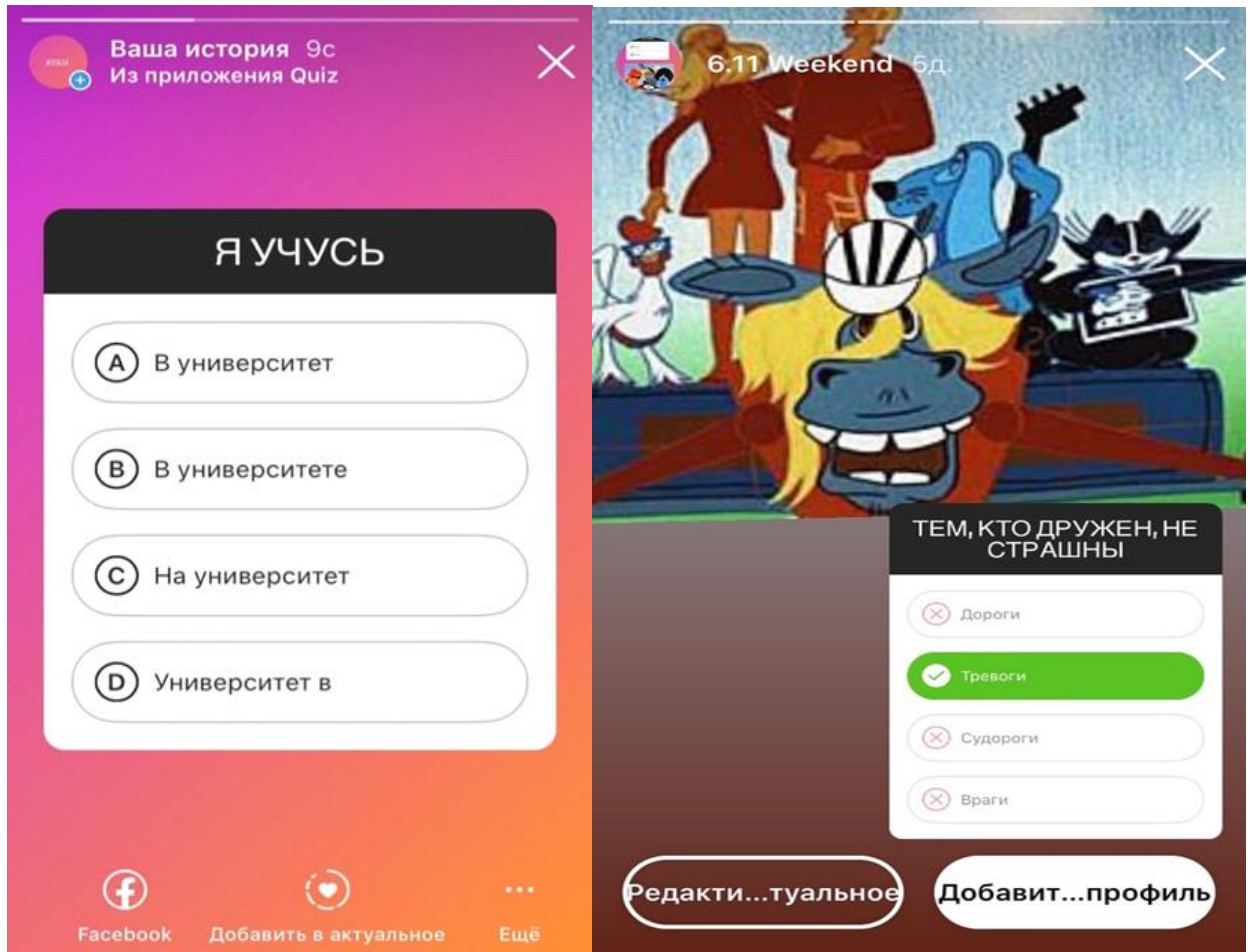 Ваша история 9с
Из приложения Quiz
Я УЧУСЬ
A В университет
B В университете
C На университет
D Университет в
Facebook
Добавить в актуальное
Ещё
6.11 Weekend 5д.
ТЕМ, КТО ДРУЖЕН, НЕ
СТРАШНЫ
Дороги
Тревоги
Судороги
Враги
Редакти...туальное
Добавит...профиль